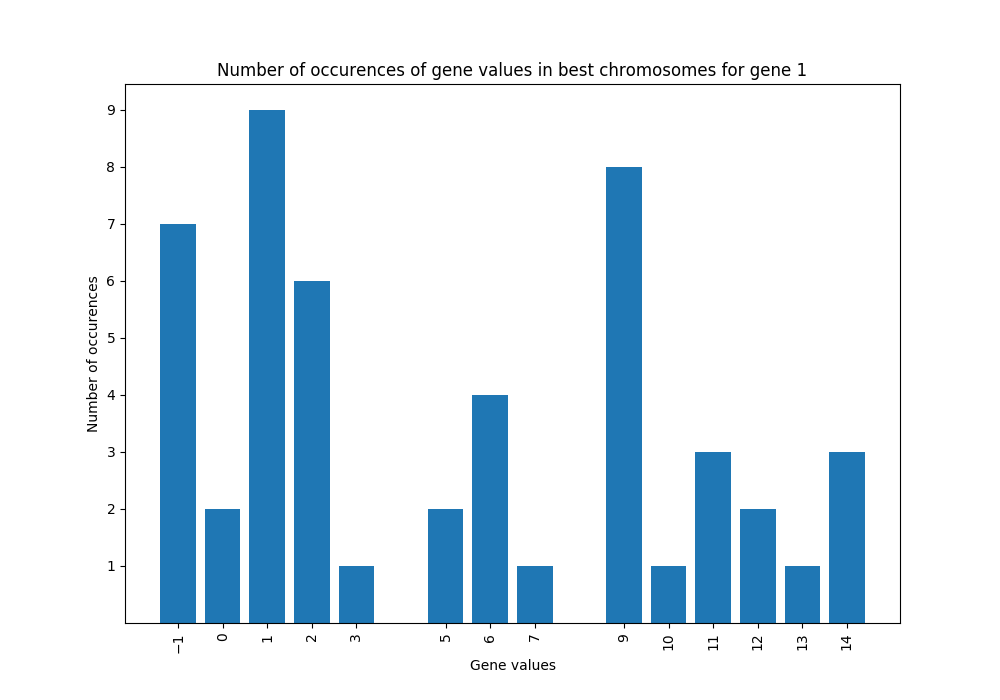 Number of occurences of gene values in best chromosomes for gene 1
9
8
7
6
5
4
3
2
1
Number of occurences
−1 0 1 2 3 5 6 7 9 10 11 12 13 14
Gene values